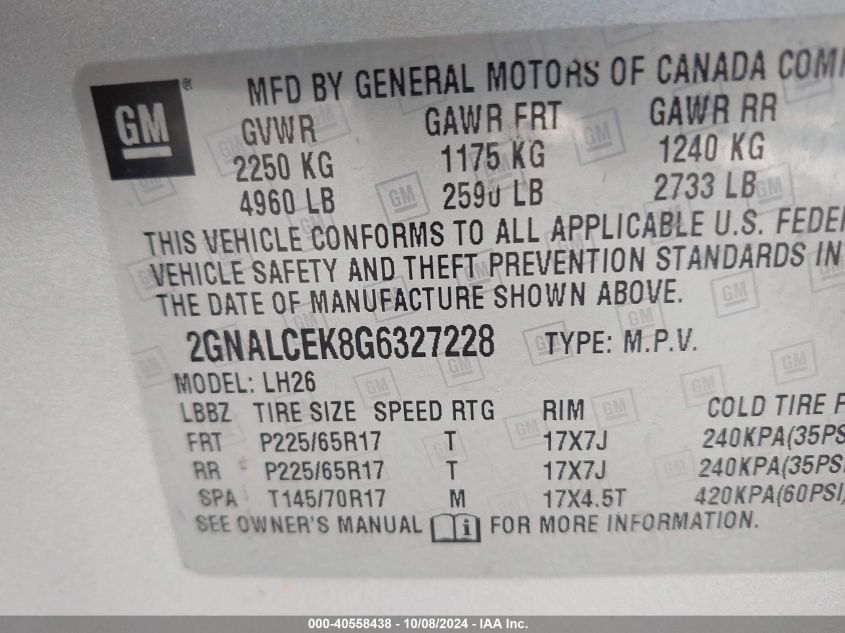 GM ® MFD BY GENERAL MOTORS OF CANADA
GVWR GAWR FRT GAWR RR
2250 KG 1175 KG 1240 KG
4960 LB 2590 LB 2733 LB
THIS VEHICLE CONFORMS TO ALL APPLICABLE U.S.
VEHICLE SAFETY AND THEFT PREVENTION STANDARDS IN
THE DATE OF MANUFACTURE SHOWN ABOVE.
2GNALCEK8G6327228 TYPE: M.P.V.
MODEL: LH26
LBBZ TIRE SIZE SPEED RTG RIM COLD TIRE
FRT P225/65R17 T 17X7J 240KPA(35PS
RR P225/65R17 T 17X7J 240KPA(35PS
SPA T145/70R17 M 17X4.5T 420KPA(60PSI
SEE OWNER'S MANUAL i FOR MORE INFORMATION.
000-40558438 - 10/08/2024 - IAA Inc.